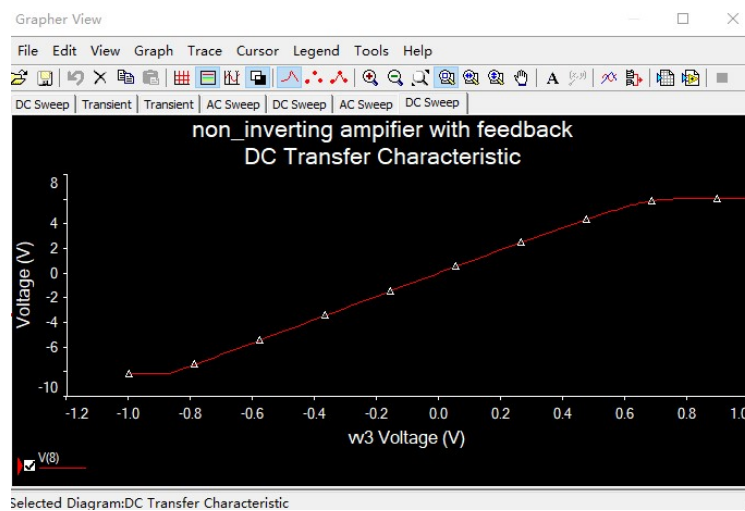 Grapher View
File Edit View Graph Trace Cursor Legend Tools Help
A
DC Sweep Transient Transient AC Sweep DC Sweep AC Sweep DC Sweep
non_inverting ampifier with feedback
DC Transfer Characteristic
Voltage (V)
8
4
2
0
-2
-4
-6
-10
-1.2 -1.0 -0.8 -0.6 -0.4 -0.2 0.0 0.2 0.4 0.6 0.8 1.0
vv3 Voltage (V)
V(8)
Selected Diagram:DC Transfer Characteristic